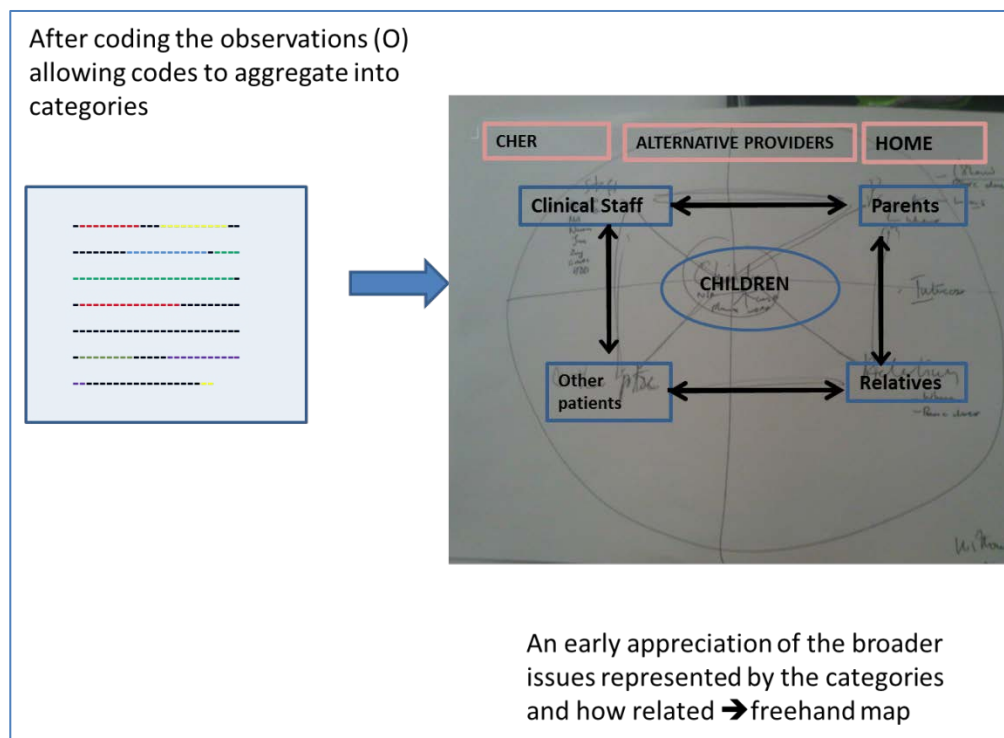 After coding the observations (O)
allowing codes to aggregate into
categories
CHER
ALTERNATIVE PROVIDERS
HOME
Clinical Staff
Parents
CHILDREN
Other
patients
Relatives
An early appreciation of the broader
issues represented by the categories
and how related ➔ freehand map